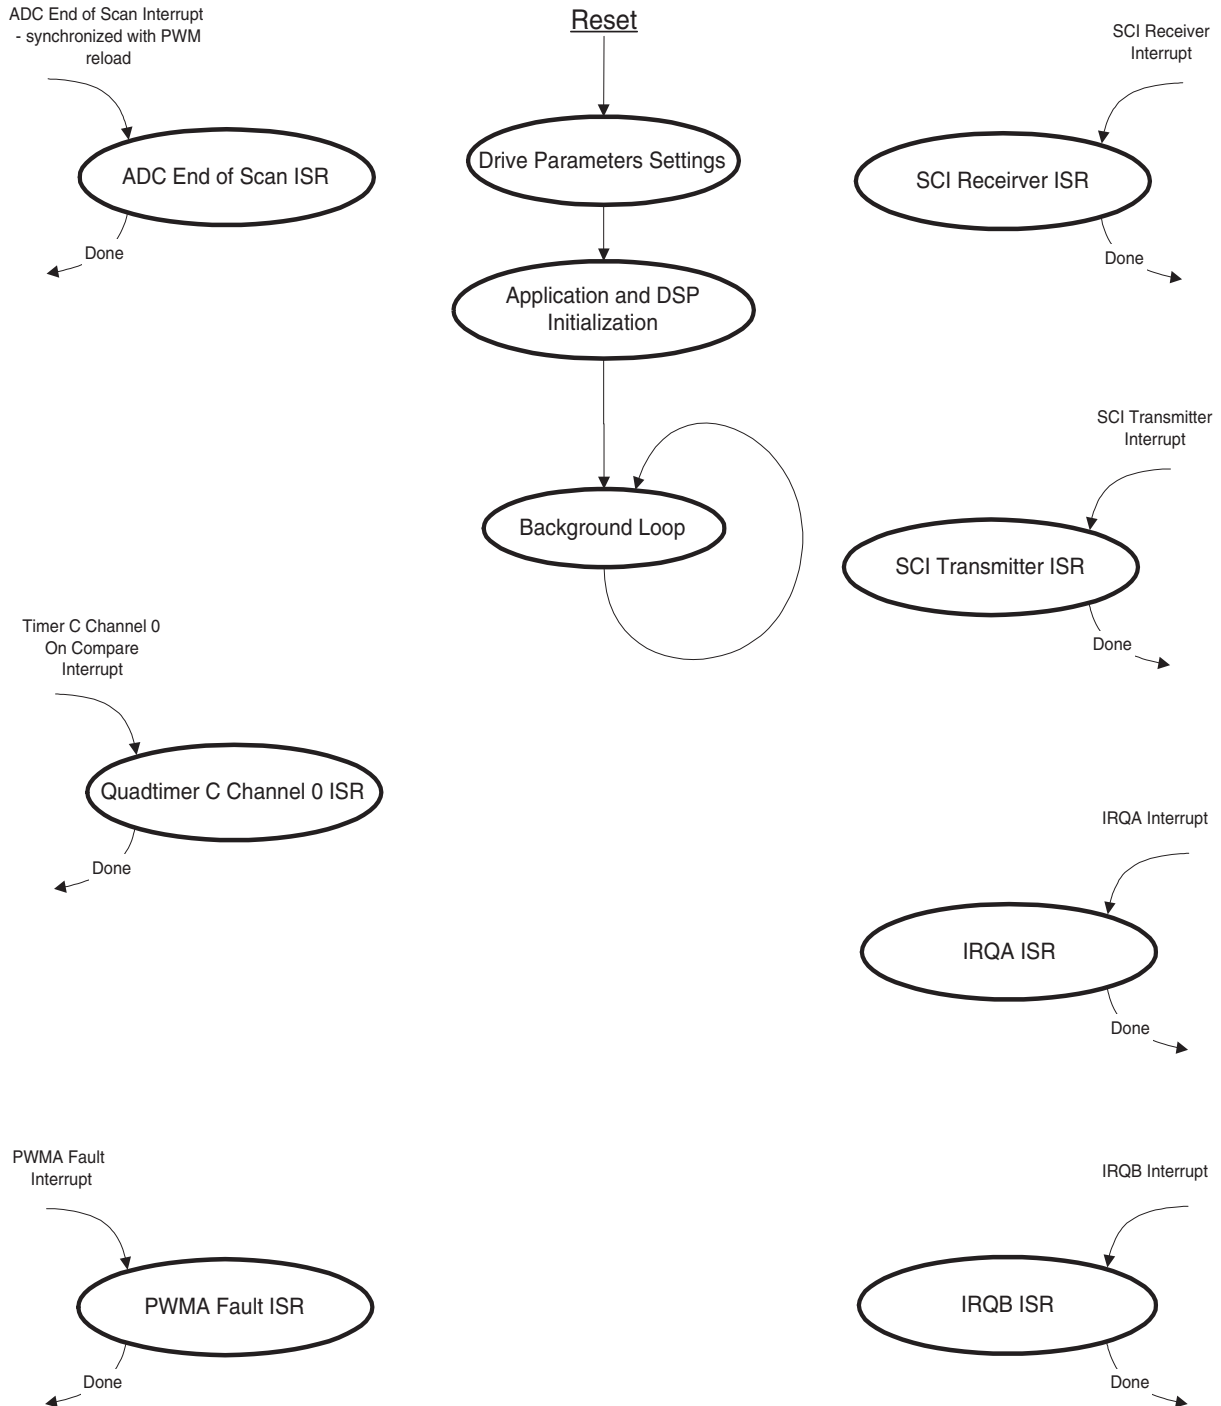 ADC End of Scan Interrupt
- synchronized with PWM
reload
ADC End of Scan ISR
Done
Reset
Drive Parameters Settings
Application and DSP
Initialization
Background Loop
SCI Receiver
Interrupt
SCI Receirver ISR
Done
SCI Transmitter
Interrupt
SCI Transmitter ISR
Done
Timer C Channel 0
On Compare
Interrupt
Quadtimer C Channel 0 ISR
Done
IRQA Interrupt
IRQA ISR
Done
PWMA Fault
Interrupt
PWMA Fault ISR
Done
IRQB Interrupt
IRQB ISR
Done